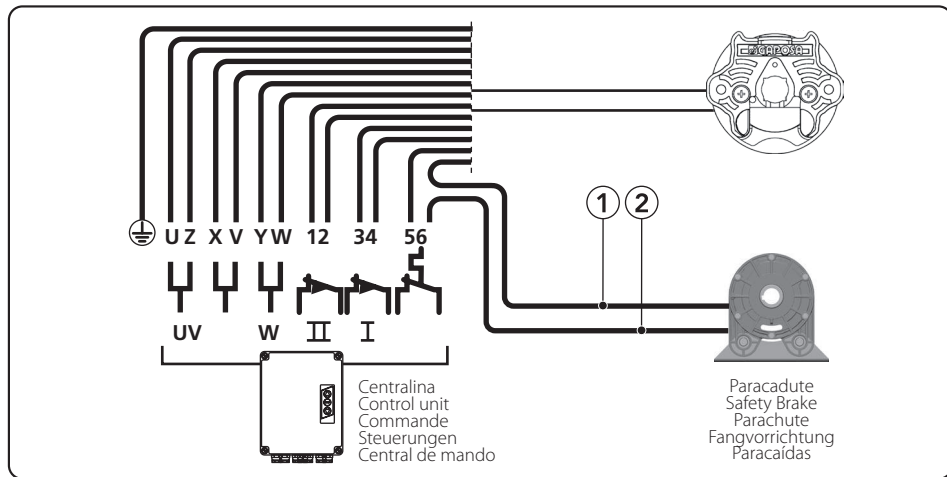 GAPOSA
1 2
U Z X V Y W 12 34 56
UV W II I
Centralina
Control unit
Commande
Steuerungen
Central de mando
Paracadute
Safety Brake
Parachute
Fangvorrichtung
Paracaídas